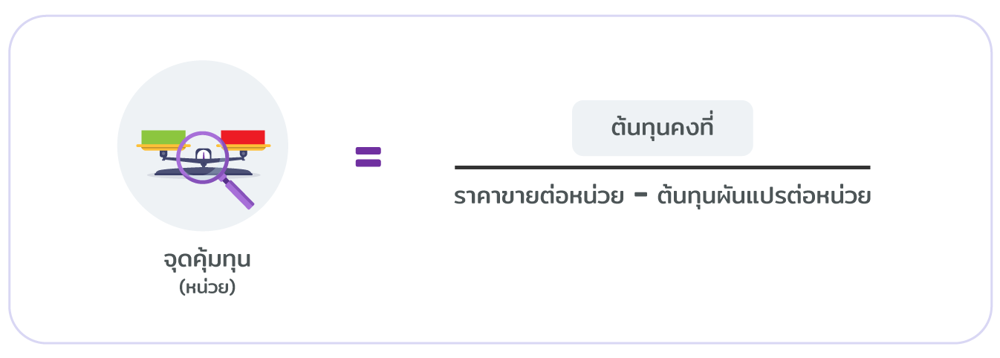 ต้นทุนคงที่
=
ราคาขายต่อหน่วย - ต้นทุนผันแปรต่อหน่วย
จุดคุ้มทุน
(หน่วย)